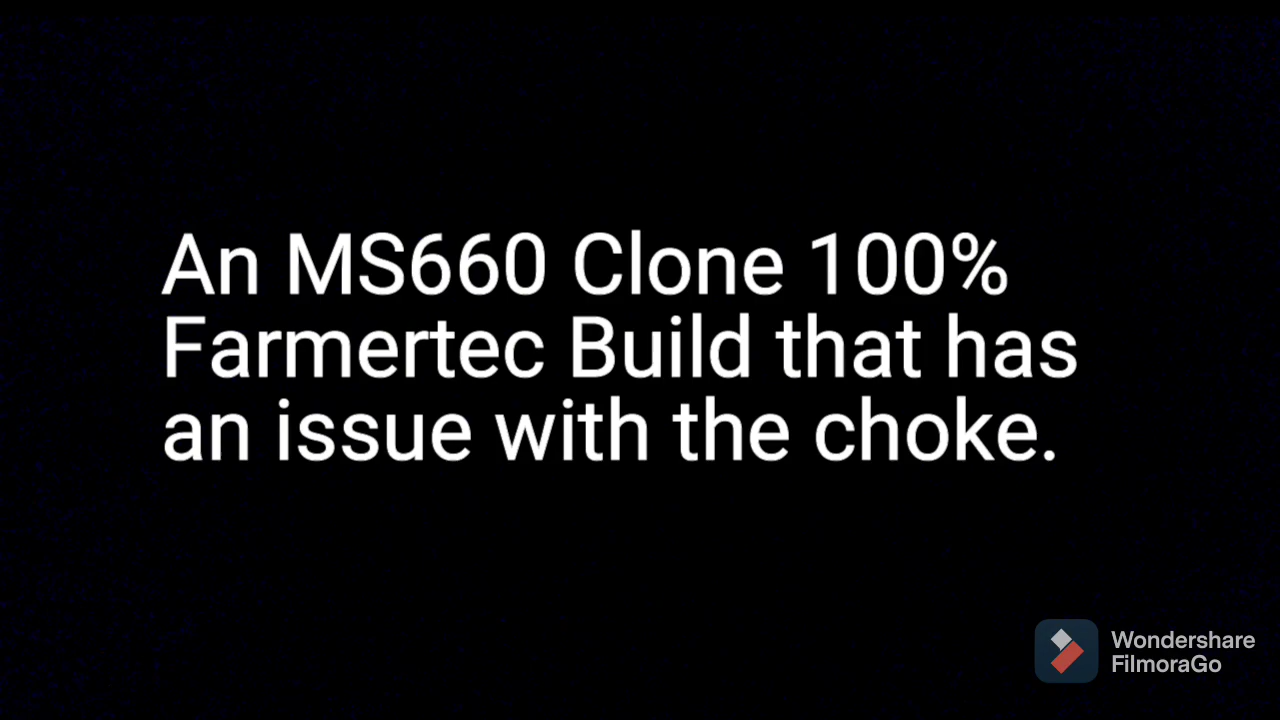 An MS660 Clone 100%
Farmertec Build that has
an issue with the choke.
Wondershare
FilmoraGo